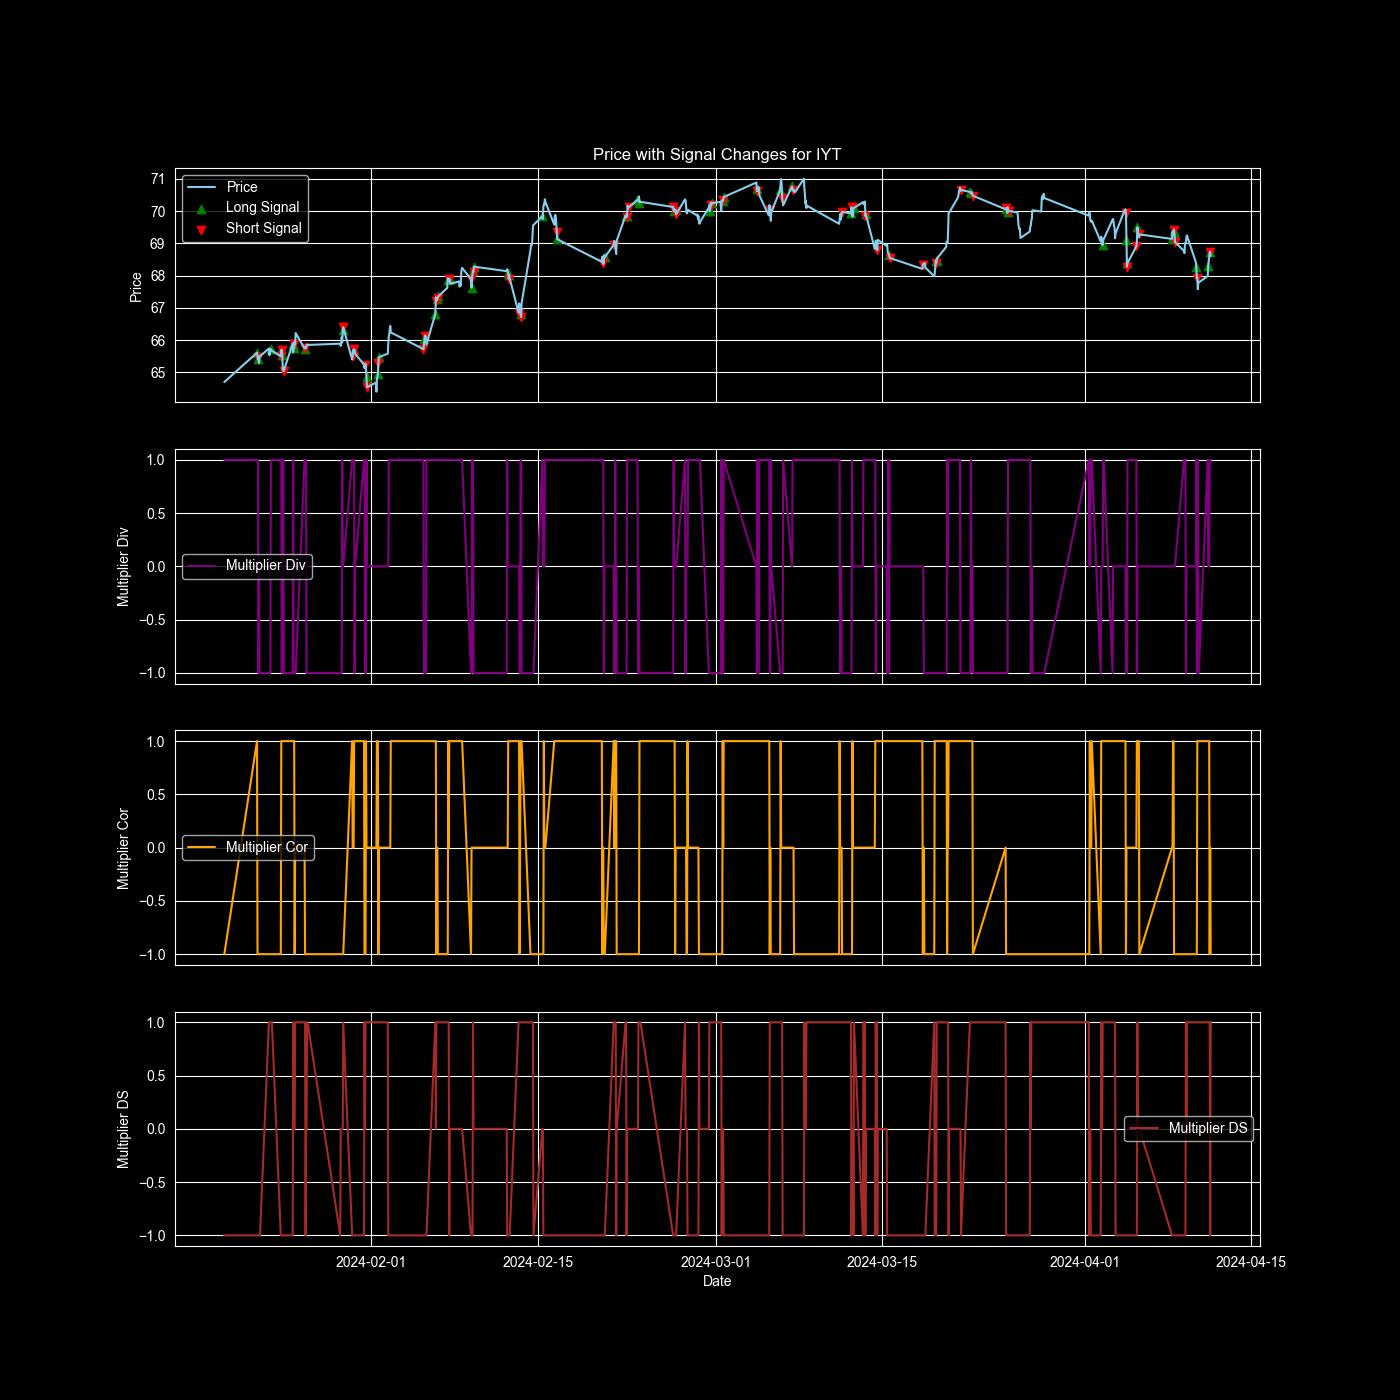 Price with Signal Changes for IYT
71
70
69
68
67
66
65
Price
Price
Long Signal
Short Signal
1.0
0.5
0.0
−0.5
−1.0
Multiplier Div
Multiplier Div
1.0
0.5
0.0
−0.5
−1.0
Multiplier Cor
Multiplier Cor
1.0
0.5
0.0
−0.5
−1.0
Multiplier DS
Multiplier DS
2024-02-01
2024-02-15
2024-03-01
2024-03-15
2024-04-01
2024-04-15
Date